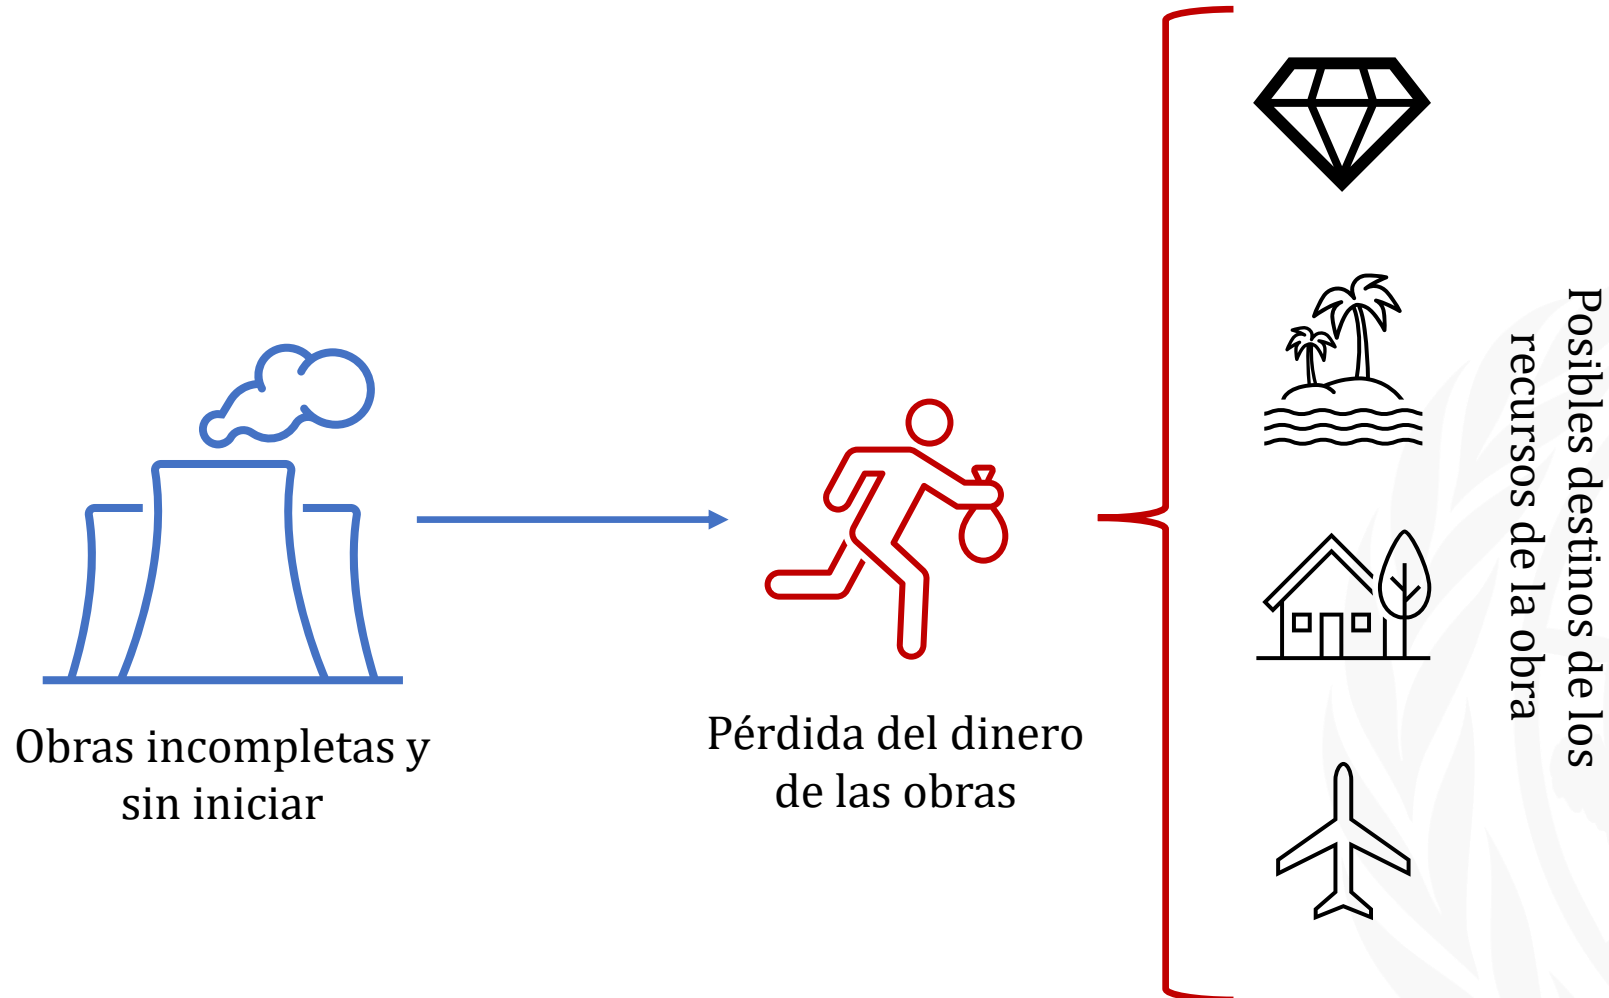 Obras incompletas y
sin iniciar
Pérdida del dinero
de las obras
Posibles destinos de los
recursos de la obra